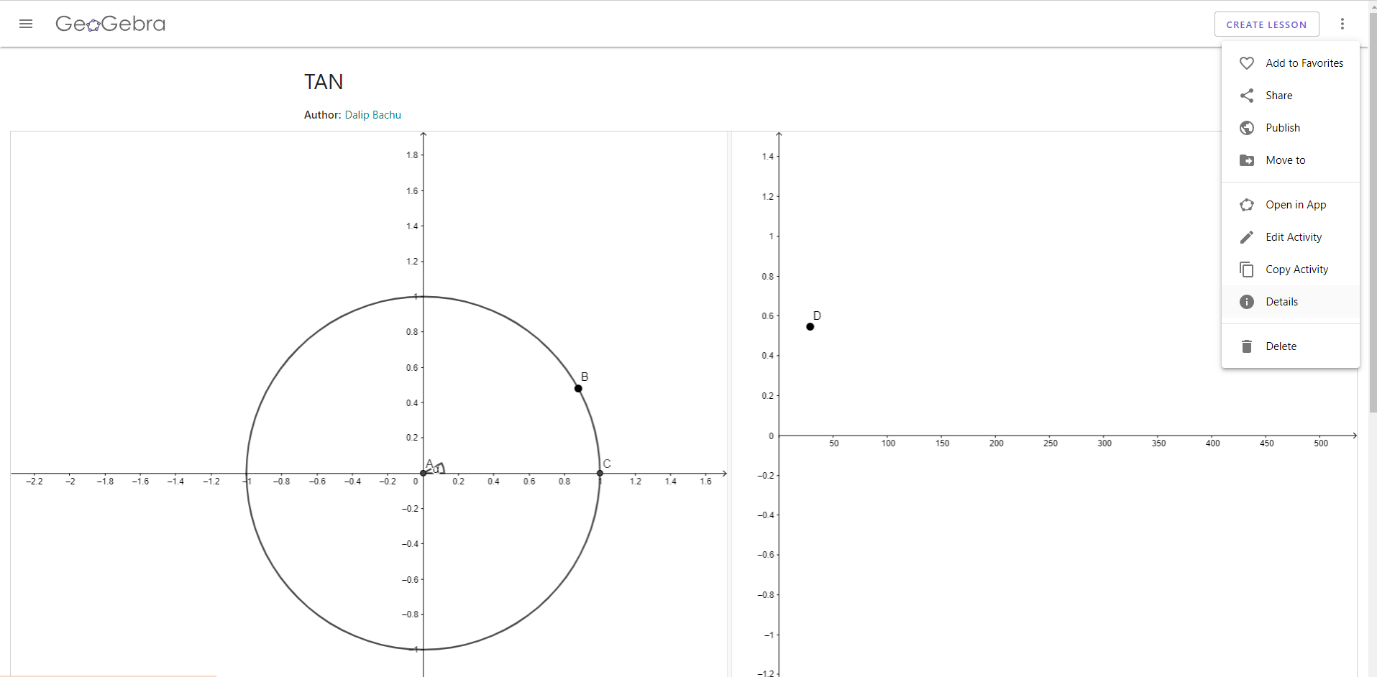 GeoGebra
CREATE LESSON
TAN
Author: Dalip Bachu
Add to Favorites
Share
Publish
Move to
Open in App
Edit Activity
Copy Activity
Details
Delete
1.8
1.6
1.4
1.2
1
0.8
0.6
0.4
0.2
B
A
C
−2.2 −2 −1.8 −1.6 −1.4 −1.2 −1 −0.8 −0.6 −0.4 −0.2 0 0.2 0.4 0.6 0.8 1 1.2 1.4 1.6
−0.2
−0.4
−0.6
−0.8
−1
1.4
1.2
1
0.8
0.6
D
0.4
0.2
0
50 100 150 200 250 300 350 400 450 500
−0.2
−0.4
−0.6
−0.8
−1
−1.2